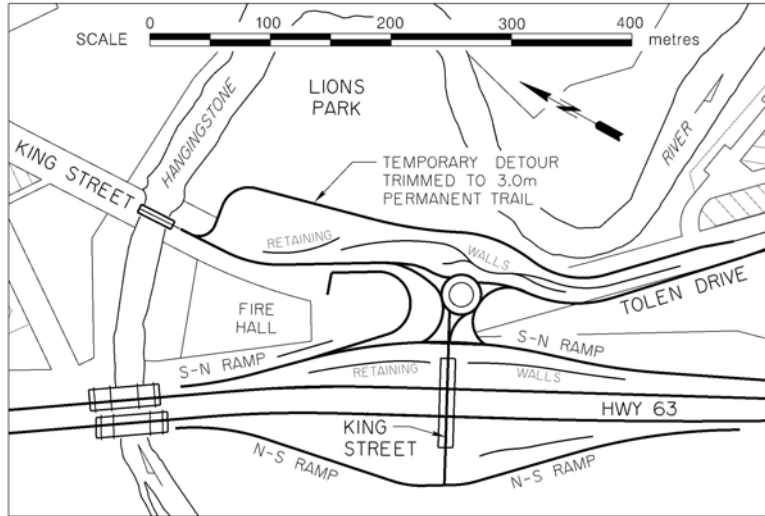 0 100 200 300 400
SCALE metres
LIONS
PARK
HANGINGSTONE
RIVER
N
KING STREET
TEMPORARY DETOUR
TRIMMED TO 3.0m
PERMANENT TRAIL
RETAINING
WALLS
TOLEN DRIVE
FIRE
HALL
S-N RAMP
S-N RAMP
RETAINING
WALLS
HWY 63
KING
STREET
N-S RAMP
N-S RAMP